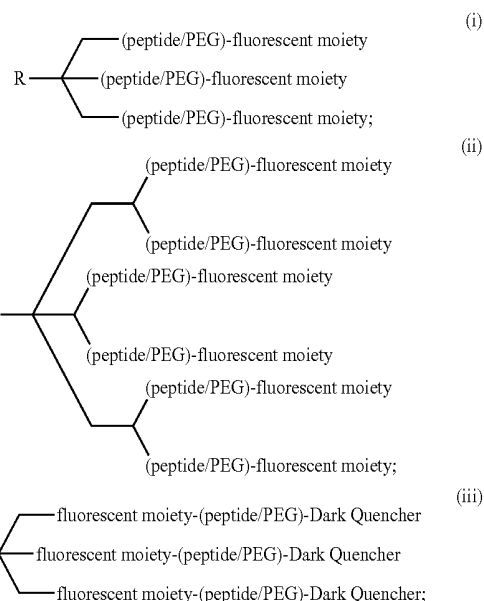 (i)
(peptide/PEG)-fluorescent moiety
R (peptide/PEG)-fluorescent moiety
(peptide/PEG)-fluorescent moiety;
(ii)
(peptide/PEG)-fluorescent moiety
(peptide/PEG)-fluorescent moiety
(peptide/PEG)-fluorescent moiety
(peptide/PEG)-fluorescent moiety
(peptide/PEG)-fluorescent moiety
(peptide/PEG)-fluorescent moiety;
(iii)
fluorescent moiety-(peptide/PEG)-Dark Quencher
fluorescent moiety-(peptide/PEG)-Dark Quencher
fluorescent moiety-(peptide/PEG)-Dark Quencher;